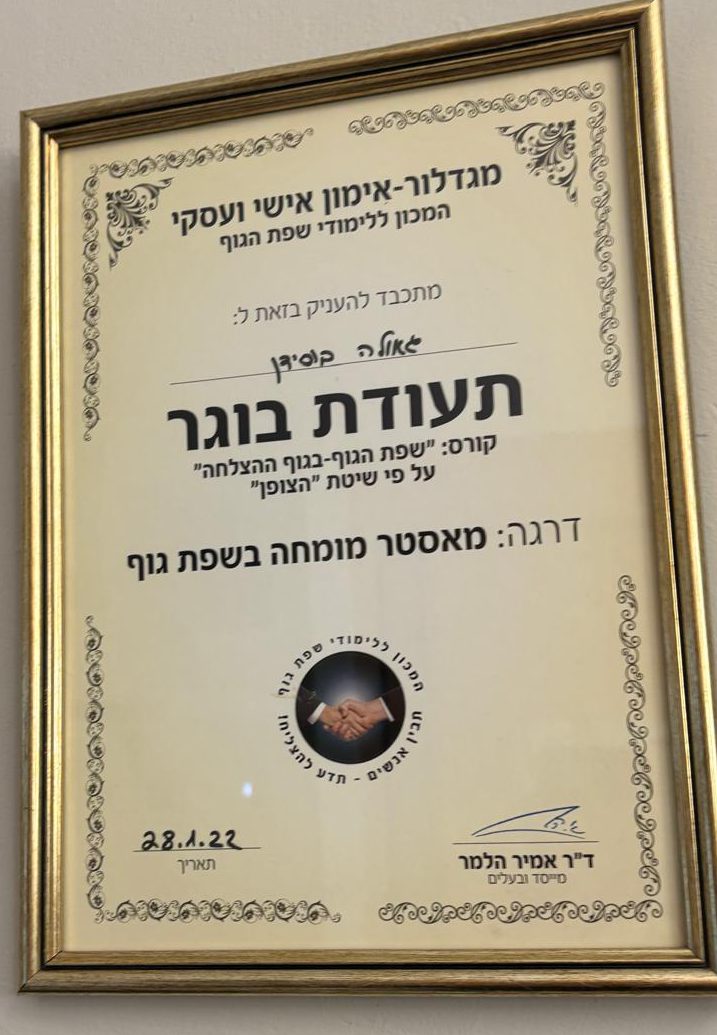 מגדלור-אימון אישי ועסקי
המכון ללימודי שפת הגוף
מתכבד להעניק בזאת ל:
גאולה בוסידן
תעודת בוגר
קורס: "שפת הגוף-בגוף ההצלחה"
על פי שיטת "הצופן"
דרגה: מאסטר מומחה בשפת גוף
המכון ללימודי שפת גוף
תבין אנשים - תדע להצליח!
28.1.22
תאריך
ד"ר אמיר הלמר
מייסד ובעלים